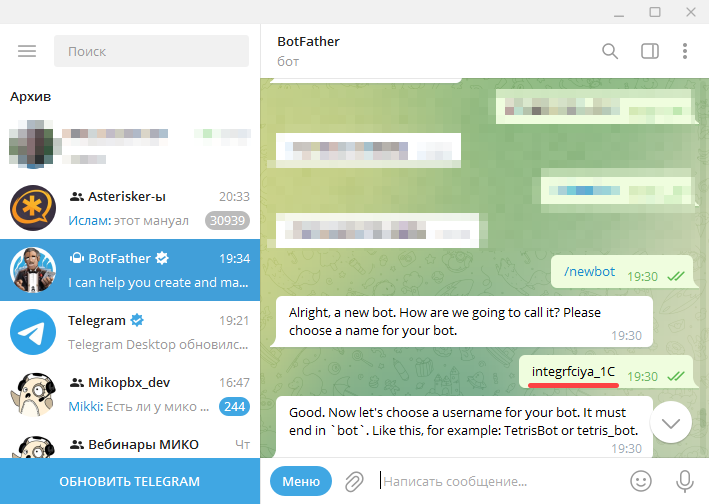 Поиск
Архив
Asterisker-ы 20:33
Ислам: этот мануал 30939
BotFather 19:34
I can help you create and ma...
Telegram 19:21
Telegram Desktop обновилс...
Mikopbx_dev 16:47
Mikki: Есть ли у мико ... 244
Вебинары МИКО Чт
ОБНОВИТЬ TELEGRAM
BotFather
бот
/newbot 19:30
Alright, a new bot. How are we going to call it? Please
choose a name for your bot.
19:30
integrfciya_1C 19:30
Good. Now let's choose a username for your bot. It must
end in `bot`. Like this, for example: TetrisBot or tetris_bot.
Меню
Написать сообщение...